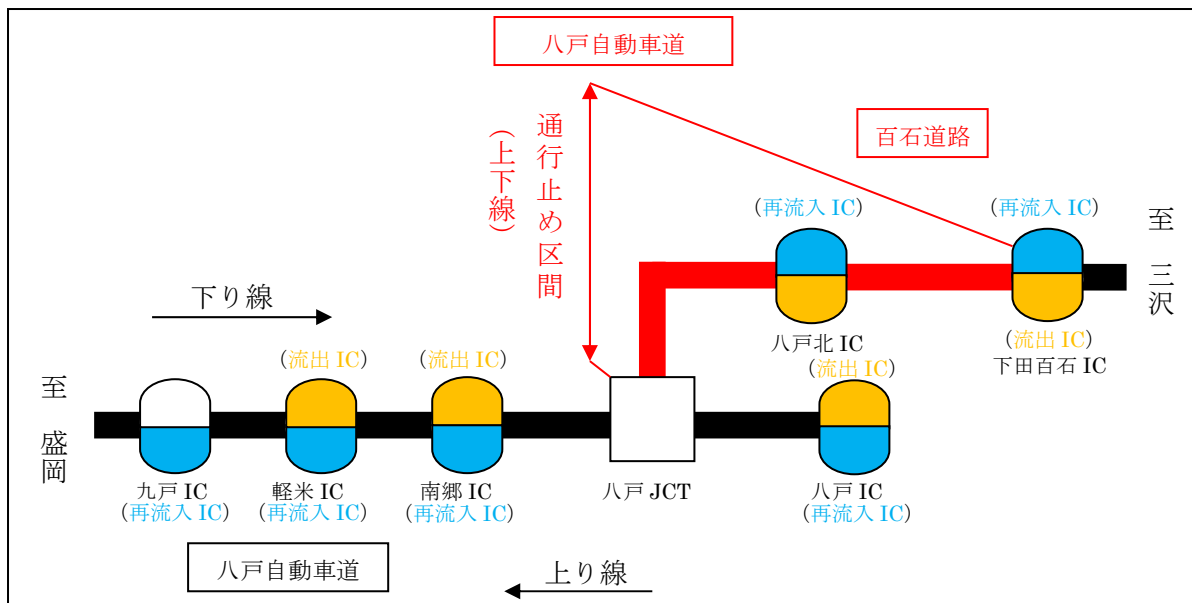 八戸自動車道
百石道路
通行止め区間
(上下線)
(再流入 IC)
(再流入 IC)
至 三沢
下り線
八戸北 IC
(流出 IC)
下田百石 IC
(流出 IC)
(流出 IC)
(流出 IC)
至 盛岡
九戸 IC
(再流入 IC)
軽米 IC
(再流入 IC)
南郷 IC
(再流入 IC)
八戸 JCT
八戸 IC
(再流入 IC)
八戸自動車道
上り線